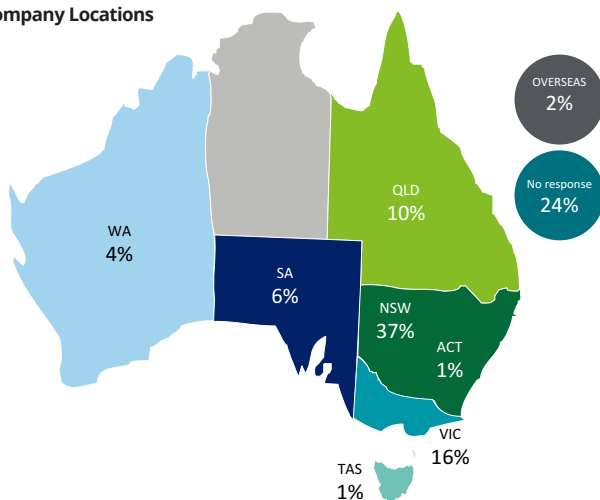 ompany Locations
OVERSEAS
2%
No response
24%
QLD
10%
WA
4%
SA
6%
NSW
37%
ACT
1%
VIC
16%
TAS
1%